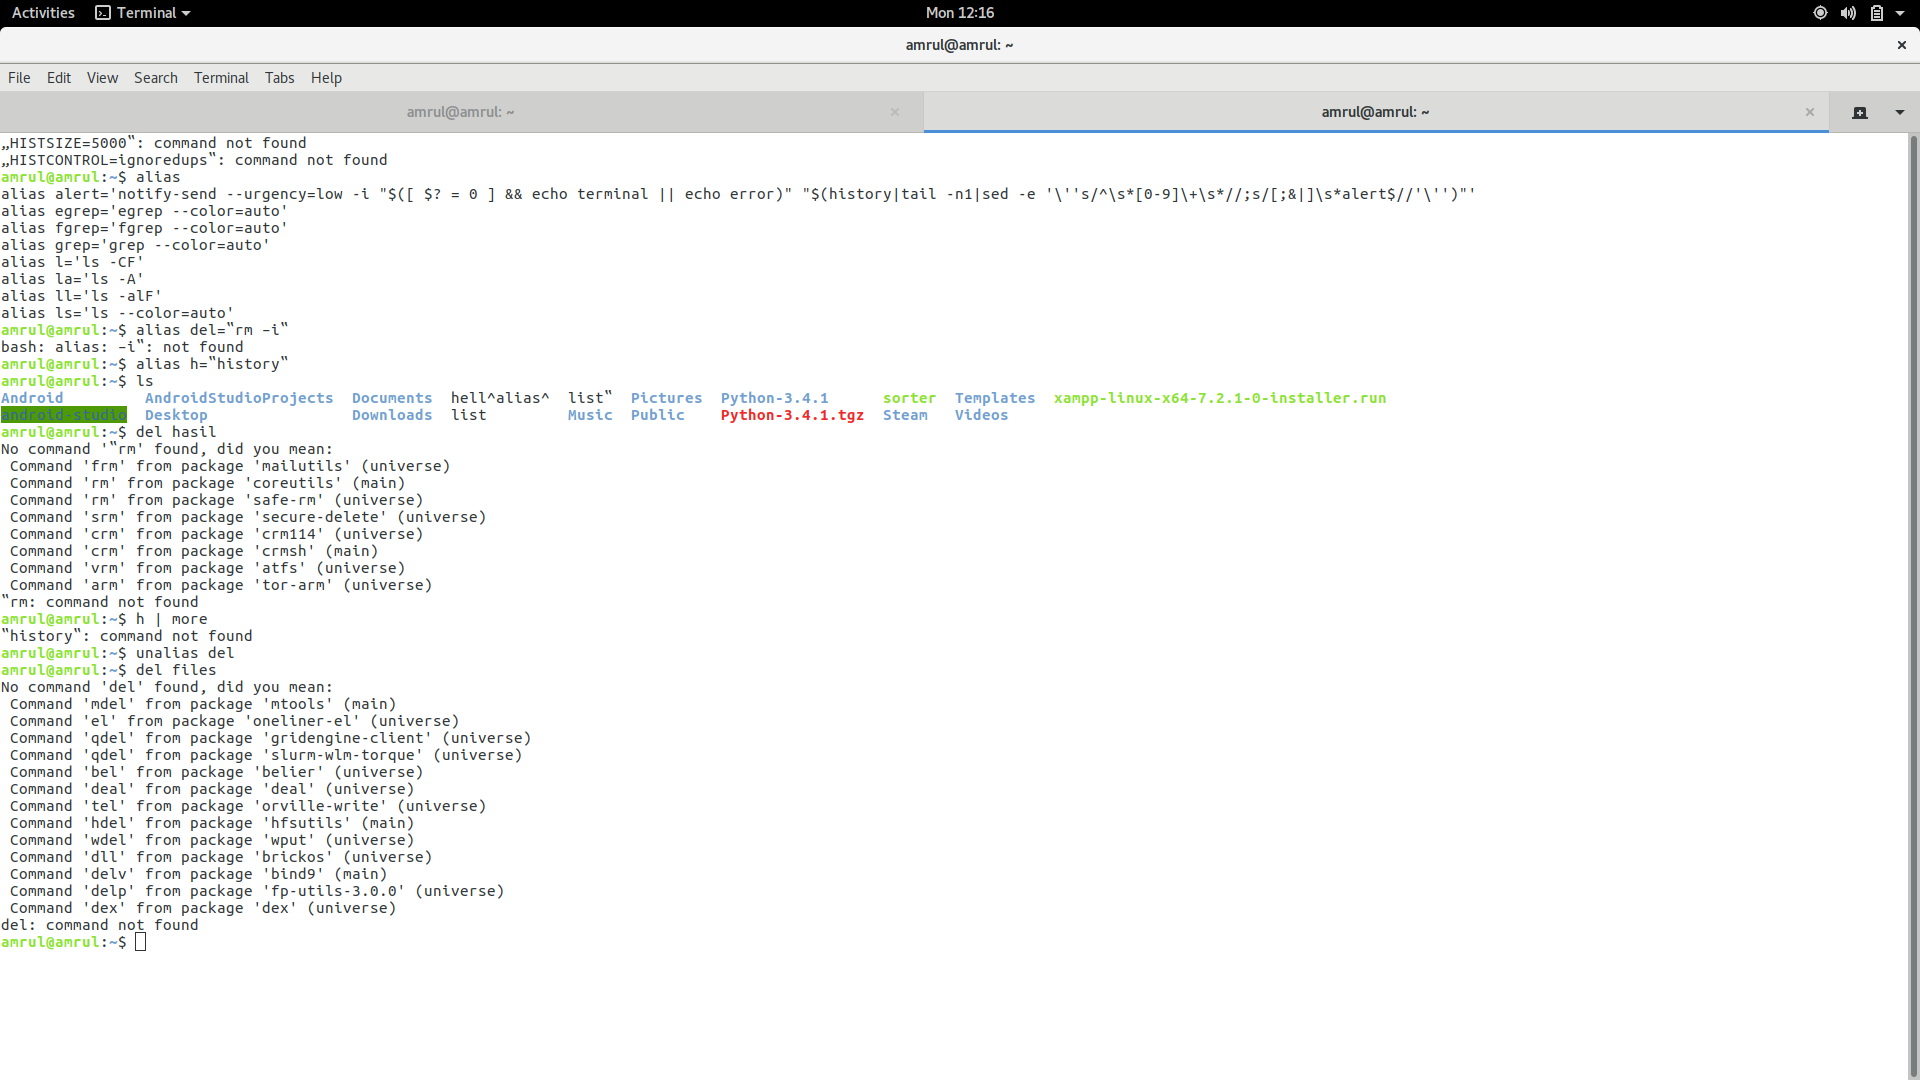 Activities Terminal Mon 12:16
amrul@amrul: ~
File Edit View Search Terminal Tabs Help
amrul@amrul: ~ amrul@amrul: ~
„HISTSIZE=5000‟: command not found
„HISTCONTROL=ignoredups‟: command not found
amrul@amrul:~$ alias
alias alert='notify-send --urgency=low -i "$([ $? = 0 ] && echo terminal || echo error)" "$(history|tail -n1|sed -e '\''s/^\s*[0-9]\+\s*//;s/[;&|]\s*alert$//'\'')"'
alias egrep='egrep --color=auto'
alias fgrep='fgrep --color=auto'
alias grep='grep --color=auto'
alias l='ls -CF'
alias la='ls -A'
alias ll='ls -alF'
alias ls='ls --color=auto'
amrul@amrul:~$ alias del=‟rm –i‟
bash: alias: –i‟: not found
amrul@amrul:~$ alias h=‟history‟
amrul@amrul:~$ ls
Android AndroidStudioProjects Documents hell^alias^ list‟ Pictures Python-3.4.1 sorter Templates xampp-linux-x64-7.2.1-0-installer.run
android-studio Desktop Downloads list Music Public Python-3.4.1.tgz Steam Videos
amrul@amrul:~$ del hasil
No command '‟rm' found, did you mean:
 Command 'frm' from package 'mailutils' (universe)
 Command 'rm' from package 'coreutils' (main)
 Command 'rm' from package 'safe-rm' (universe)
 Command 'srm' from package 'secure-delete' (universe)
 Command 'crm' from package 'crm114' (universe)
 Command 'crm' from package 'crmsh' (main)
 Command 'vrm' from package 'atfs' (universe)
 Command 'arm' from package 'tor-arm' (universe)
‟rm: command not found
amrul@amrul:~$ h | more
‟history‟: command not found
amrul@amrul:~$ unalias del
amrul@amrul:~$ del files
No command 'del' found, did you mean:
 Command 'mdel' from package 'mtools' (main)
 Command 'el' from package 'oneliner-el' (universe)
 Command 'qdel' from package 'gridengine-client' (universe)
 Command 'qdel' from package 'slurm-wlm-torque' (universe)
 Command 'bel' from package 'belier' (universe)
 Command 'deal' from package 'deal' (universe)
 Command 'tel' from package 'orville-write' (universe)
 Command 'hdel' from package 'hfsutils' (main)
 Command 'wdel' from package 'wput' (universe)
 Command 'dll' from package 'brickos' (universe)
 Command 'delv' from package 'bind9' (main)
 Command 'delp' from package 'fp-utils-3.0.0' (universe)
 Command 'dex' from package 'dex' (universe)
del: command not found
amrul@amrul:~$